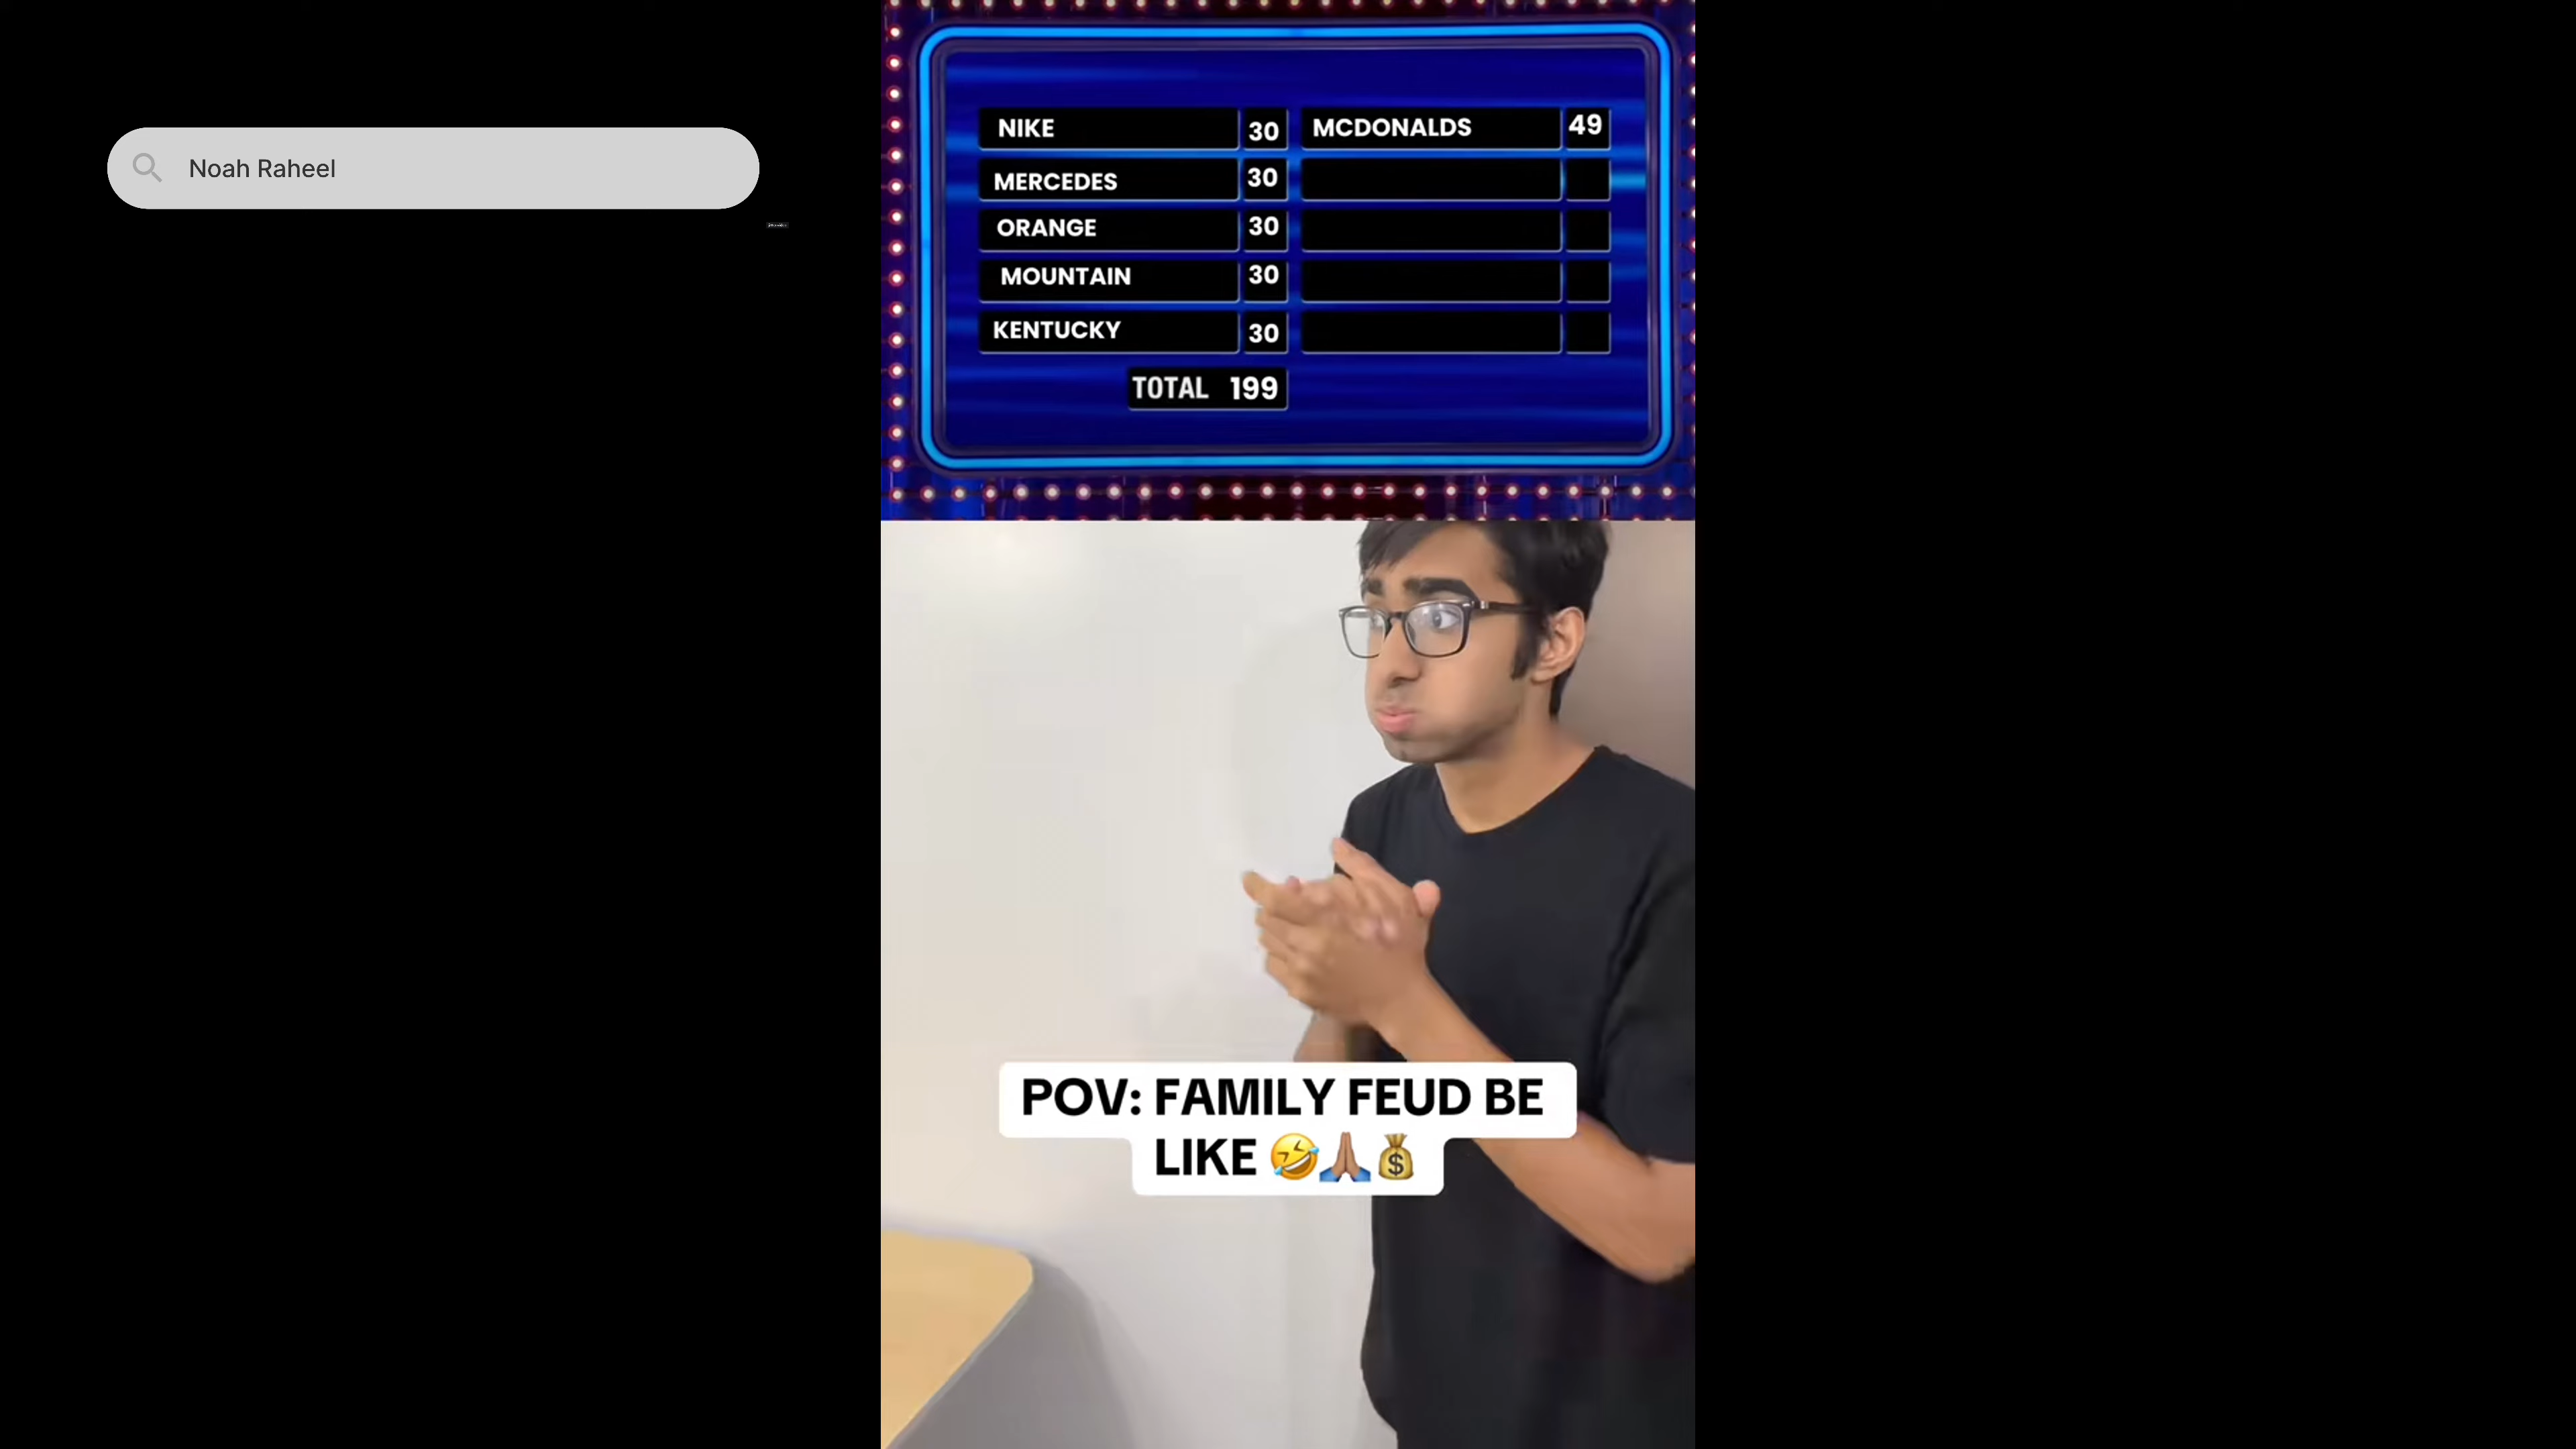 Noah Raheel
NIKE 30 MCDONALDS 49
MERCEDES 30
ORANGE 30
MOUNTAIN 30
KENTUCKY 30
TOTAL 199
POV: FAMILY FEUD BE
LIKE 🤣🙏🏽💰